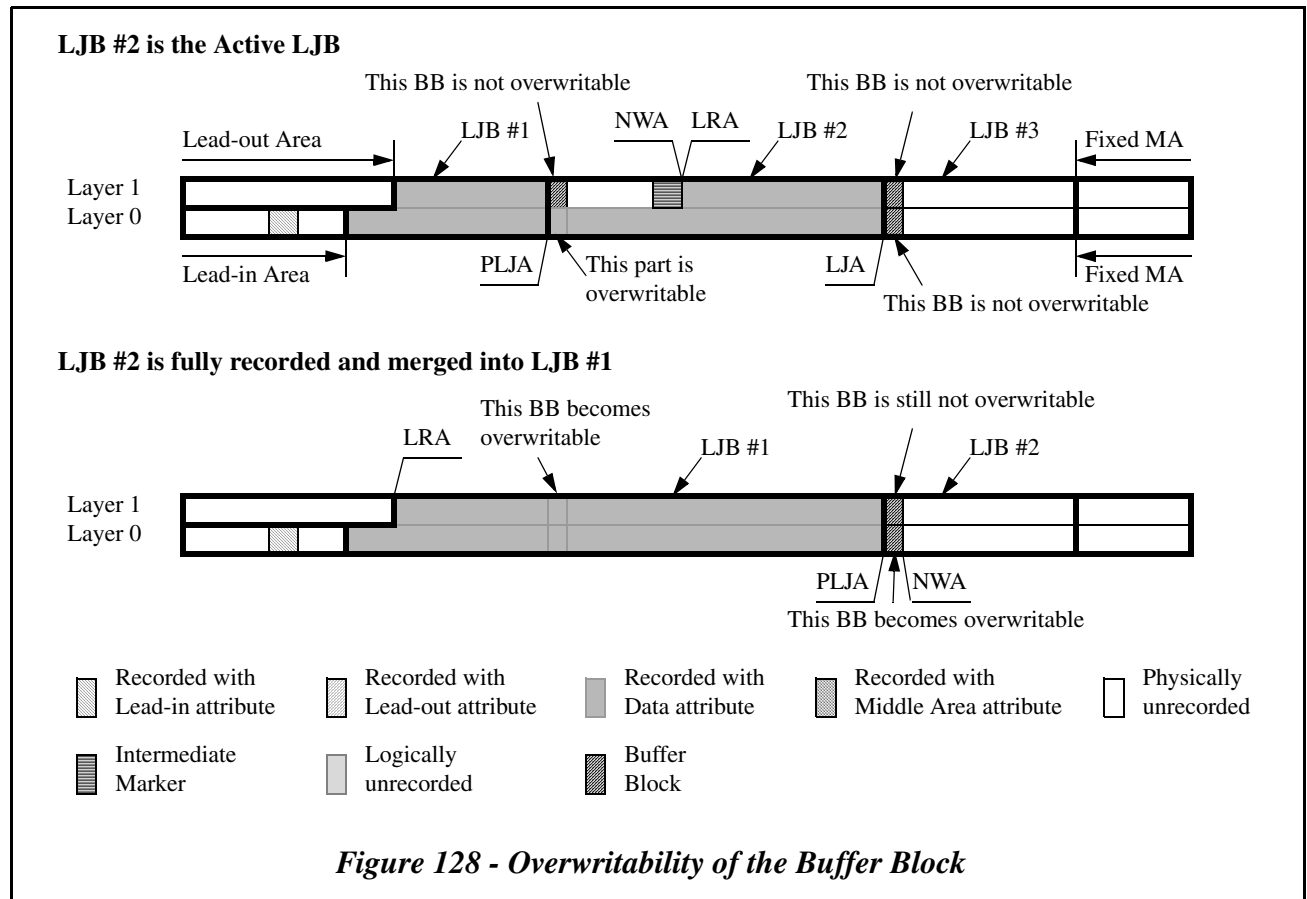 LJB #2 is the Active LJB
This BB is not overwritable
This BB is not overwritable
Lead-out Area
LJB #1
NWA
LRA
LJB #2
LJB #3
Fixed MA
Layer 1
Layer 0
Lead-in Area
PLJA
This part is
overwritable
LJA
This BB is not overwritable
Fixed MA
LJB #2 is fully recorded and merged into LJB #1
LRA
This BB becomes
overwritable
LJB #1
This BB is still not overwritable
LJB #2
Layer 1
Layer 0
PLJA
NWA
This BB becomes overwritable
Recorded with
Lead-in attribute
Recorded with
Lead-out attribute
Recorded with
Data attribute
Recorded with
Middle Area attribute
Physically
unrecorded
Intermediate
Marker
Logically
unrecorded
Buffer
Block
Figure 128 - Overwritability of the Buffer Block